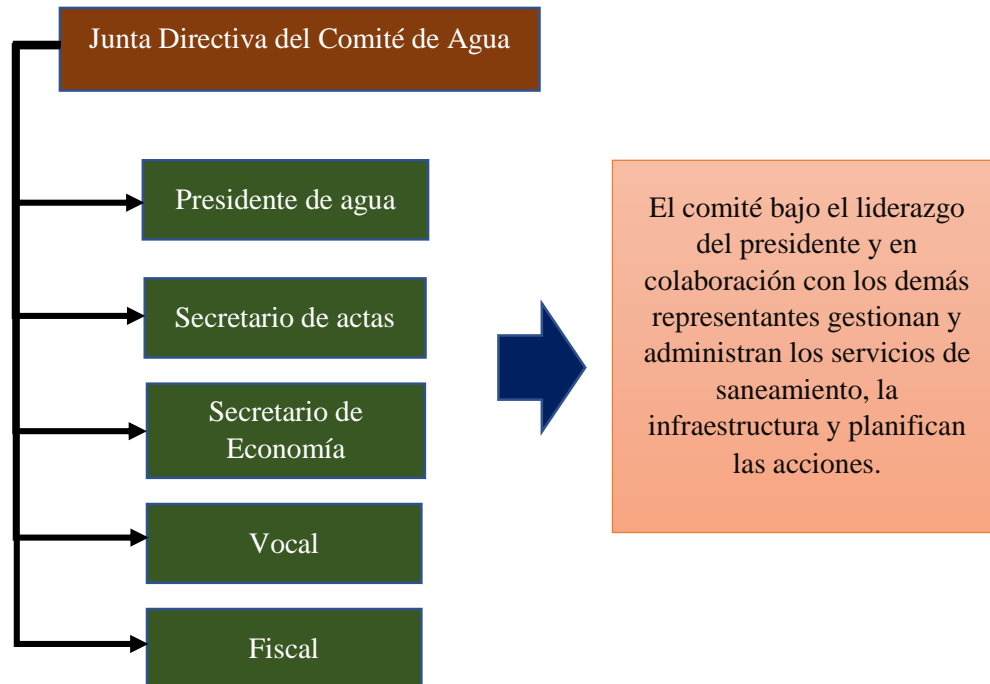 Junta Directiva del Comité de Agua
Presidente de agua
Secretario de actas
Secretario de
Economía
Vocal
Fiscal
El comité bajo el liderazgo
del presidente y en
colaboración con los demás
representantes gestionan y
administran los servicios de
saneamiento, la
infraestructura y planifican
las acciones.